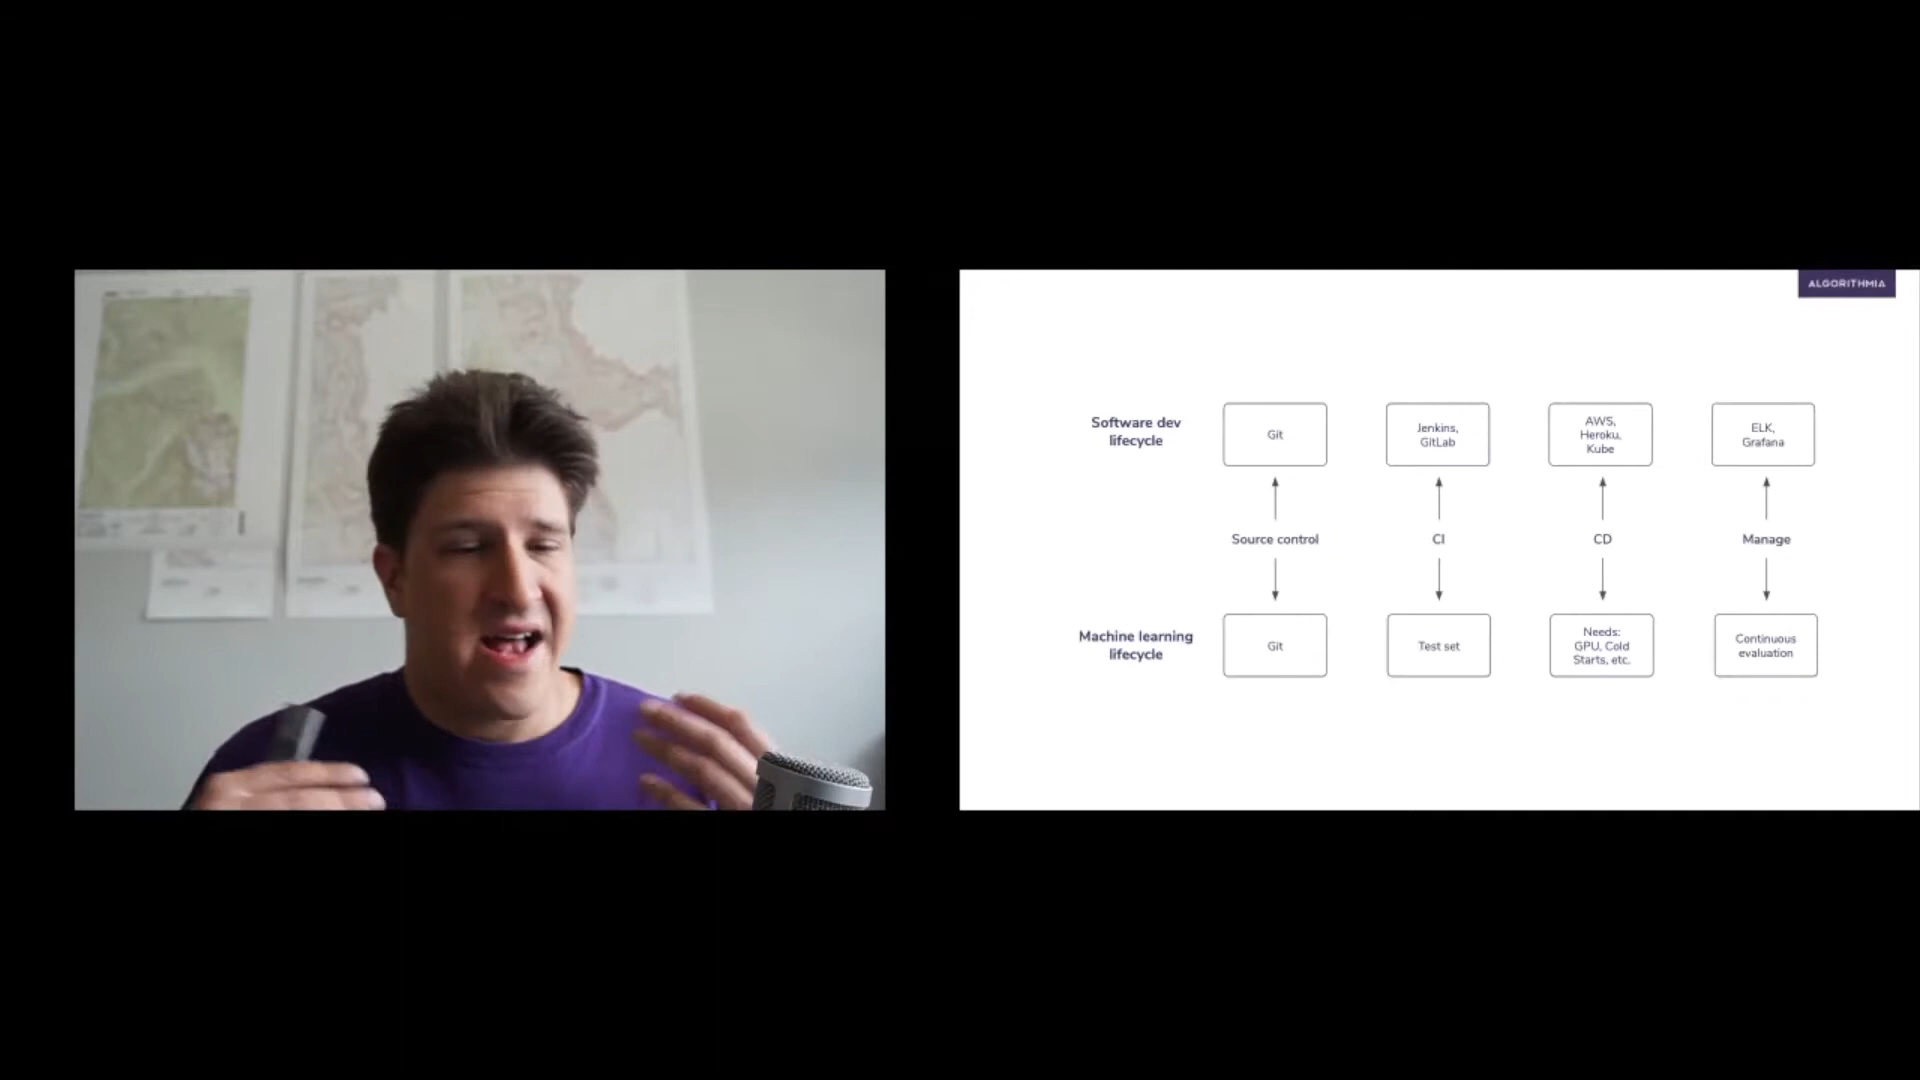 ALGORITHMIA
Software dev
lifecycle
Git
Jenkins,
GitLab
AWS,
Heroku,
Kube
ELK,
Grafana
Source control
CI
CD
Manage
Machine learning
lifecycle
Git
Test set
Needs:
GPU, Cold
Starts, etc.
Continuous
evaluation